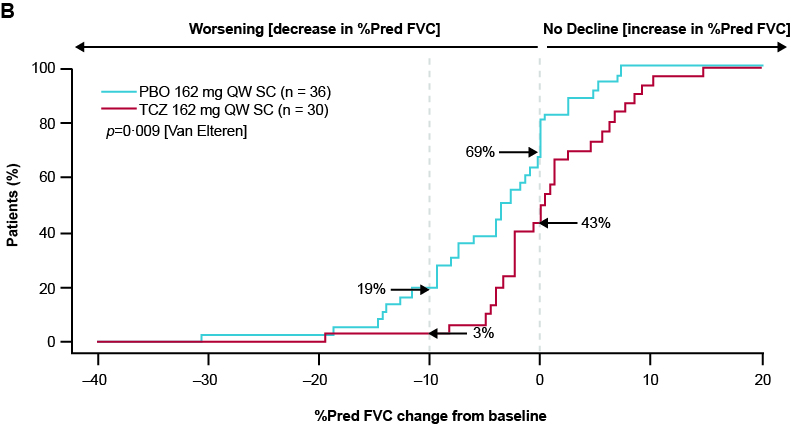 B
Worsening [decrease in %Pred FVC]
No Decline [increase in %Pred FVC]
100
80
60
40
20
0
Patients (%)
PBO 162 mg QW SC (n = 36)
TCZ 162 mg QW SC (n = 30)
p=0·009 [Van Elteren]
69%
43%
19%
3%
–40 –30 –20 –10 0 10 20
%Pred FVC change from baseline